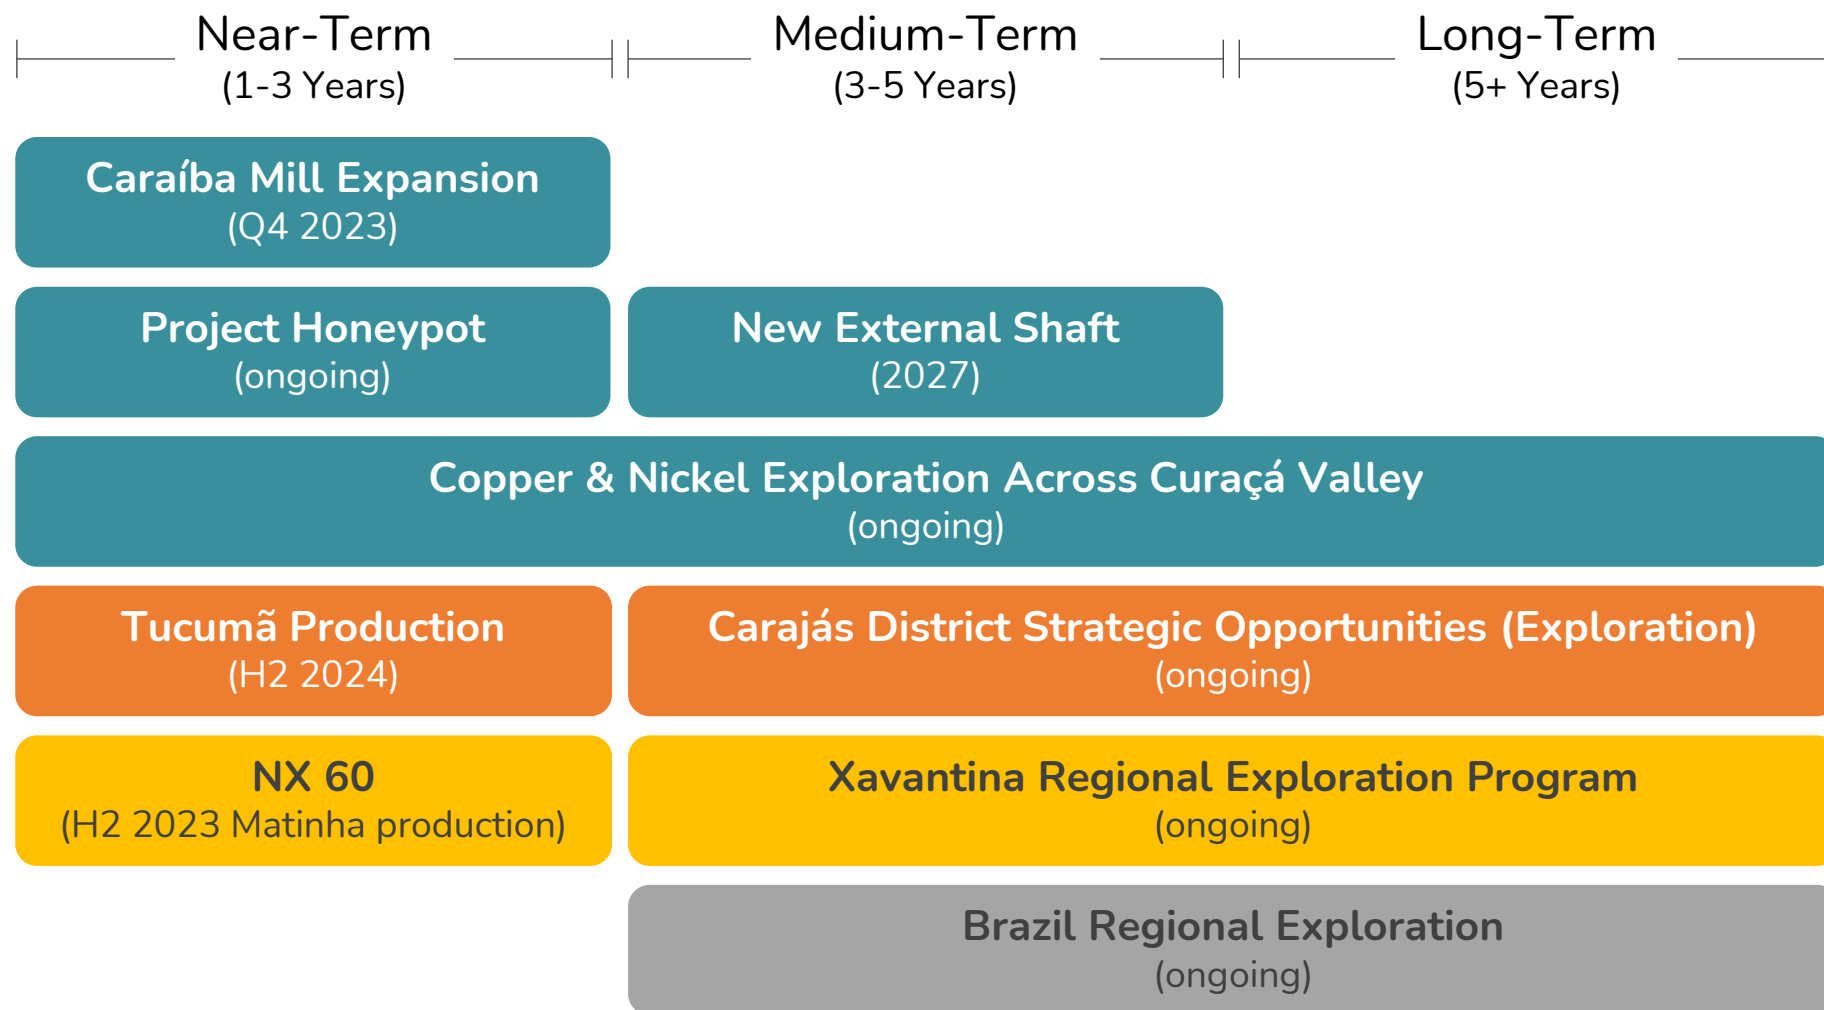 Near-Term
(1-3 Years)
Medium-Term
(3-5 Years)
Long-Term
(5+ Years)
Caraíba Mill Expansion
(Q4 2023)
Project Honeypot
(ongoing)
New External Shaft
(2027)
Copper & Nickel Exploration Across Curaçá Valley
(ongoing)
Tucumã Production
(H2 2024)
Carajás District Strategic Opportunities (Exploration)
(ongoing)
NX 60
(H2 2023 Matinha production)
Xavantina Regional Exploration Program
(ongoing)
Brazil Regional Exploration
(ongoing)